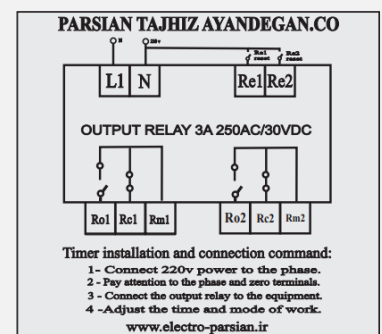 PARSIAN TAJHIZ AYANDEGAN.CO
N 220v
Re1 reset Re2 reset
L1 N Re1 Re2
OUTPUT RELAY 3A 250AC/30VDC
Ro1 Rc1 Rm1 Ro2 Rc2 Rm2
Timer installation and connection command:
1- Connect 220v power to the phase.
2 - Pay attention to the phase and zero terminals.
3 - Connect the output relay to the equipment.
4 -Adjust the time and mode of work.
www.electro-parsian.ir